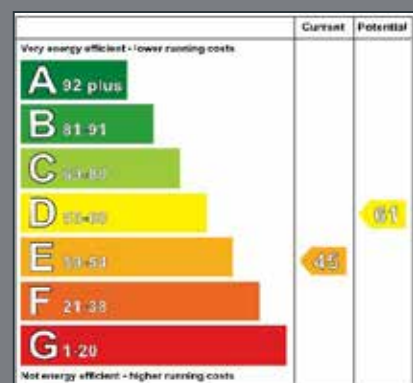 Current Potential
Very energy efficient - lower running costs
A 92 plus
B 81-91
C
D
E
F 21-38
G 1-20
45
61
Not energy efficient - higher running costs